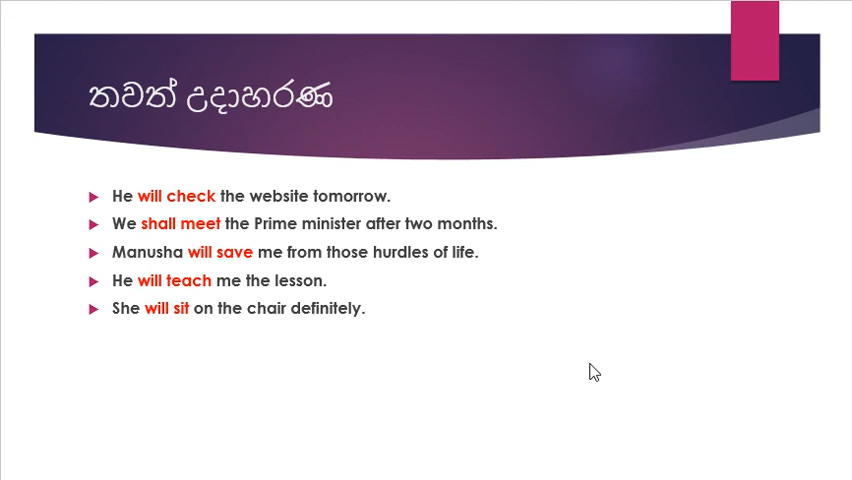 තවත් උදාහරණ
He will check the website tomorrow.
We shall meet the Prime minister after two months.
Manusha will save me from those hurdles of life.
He will teach me the lesson.
She will sit on the chair definitely.